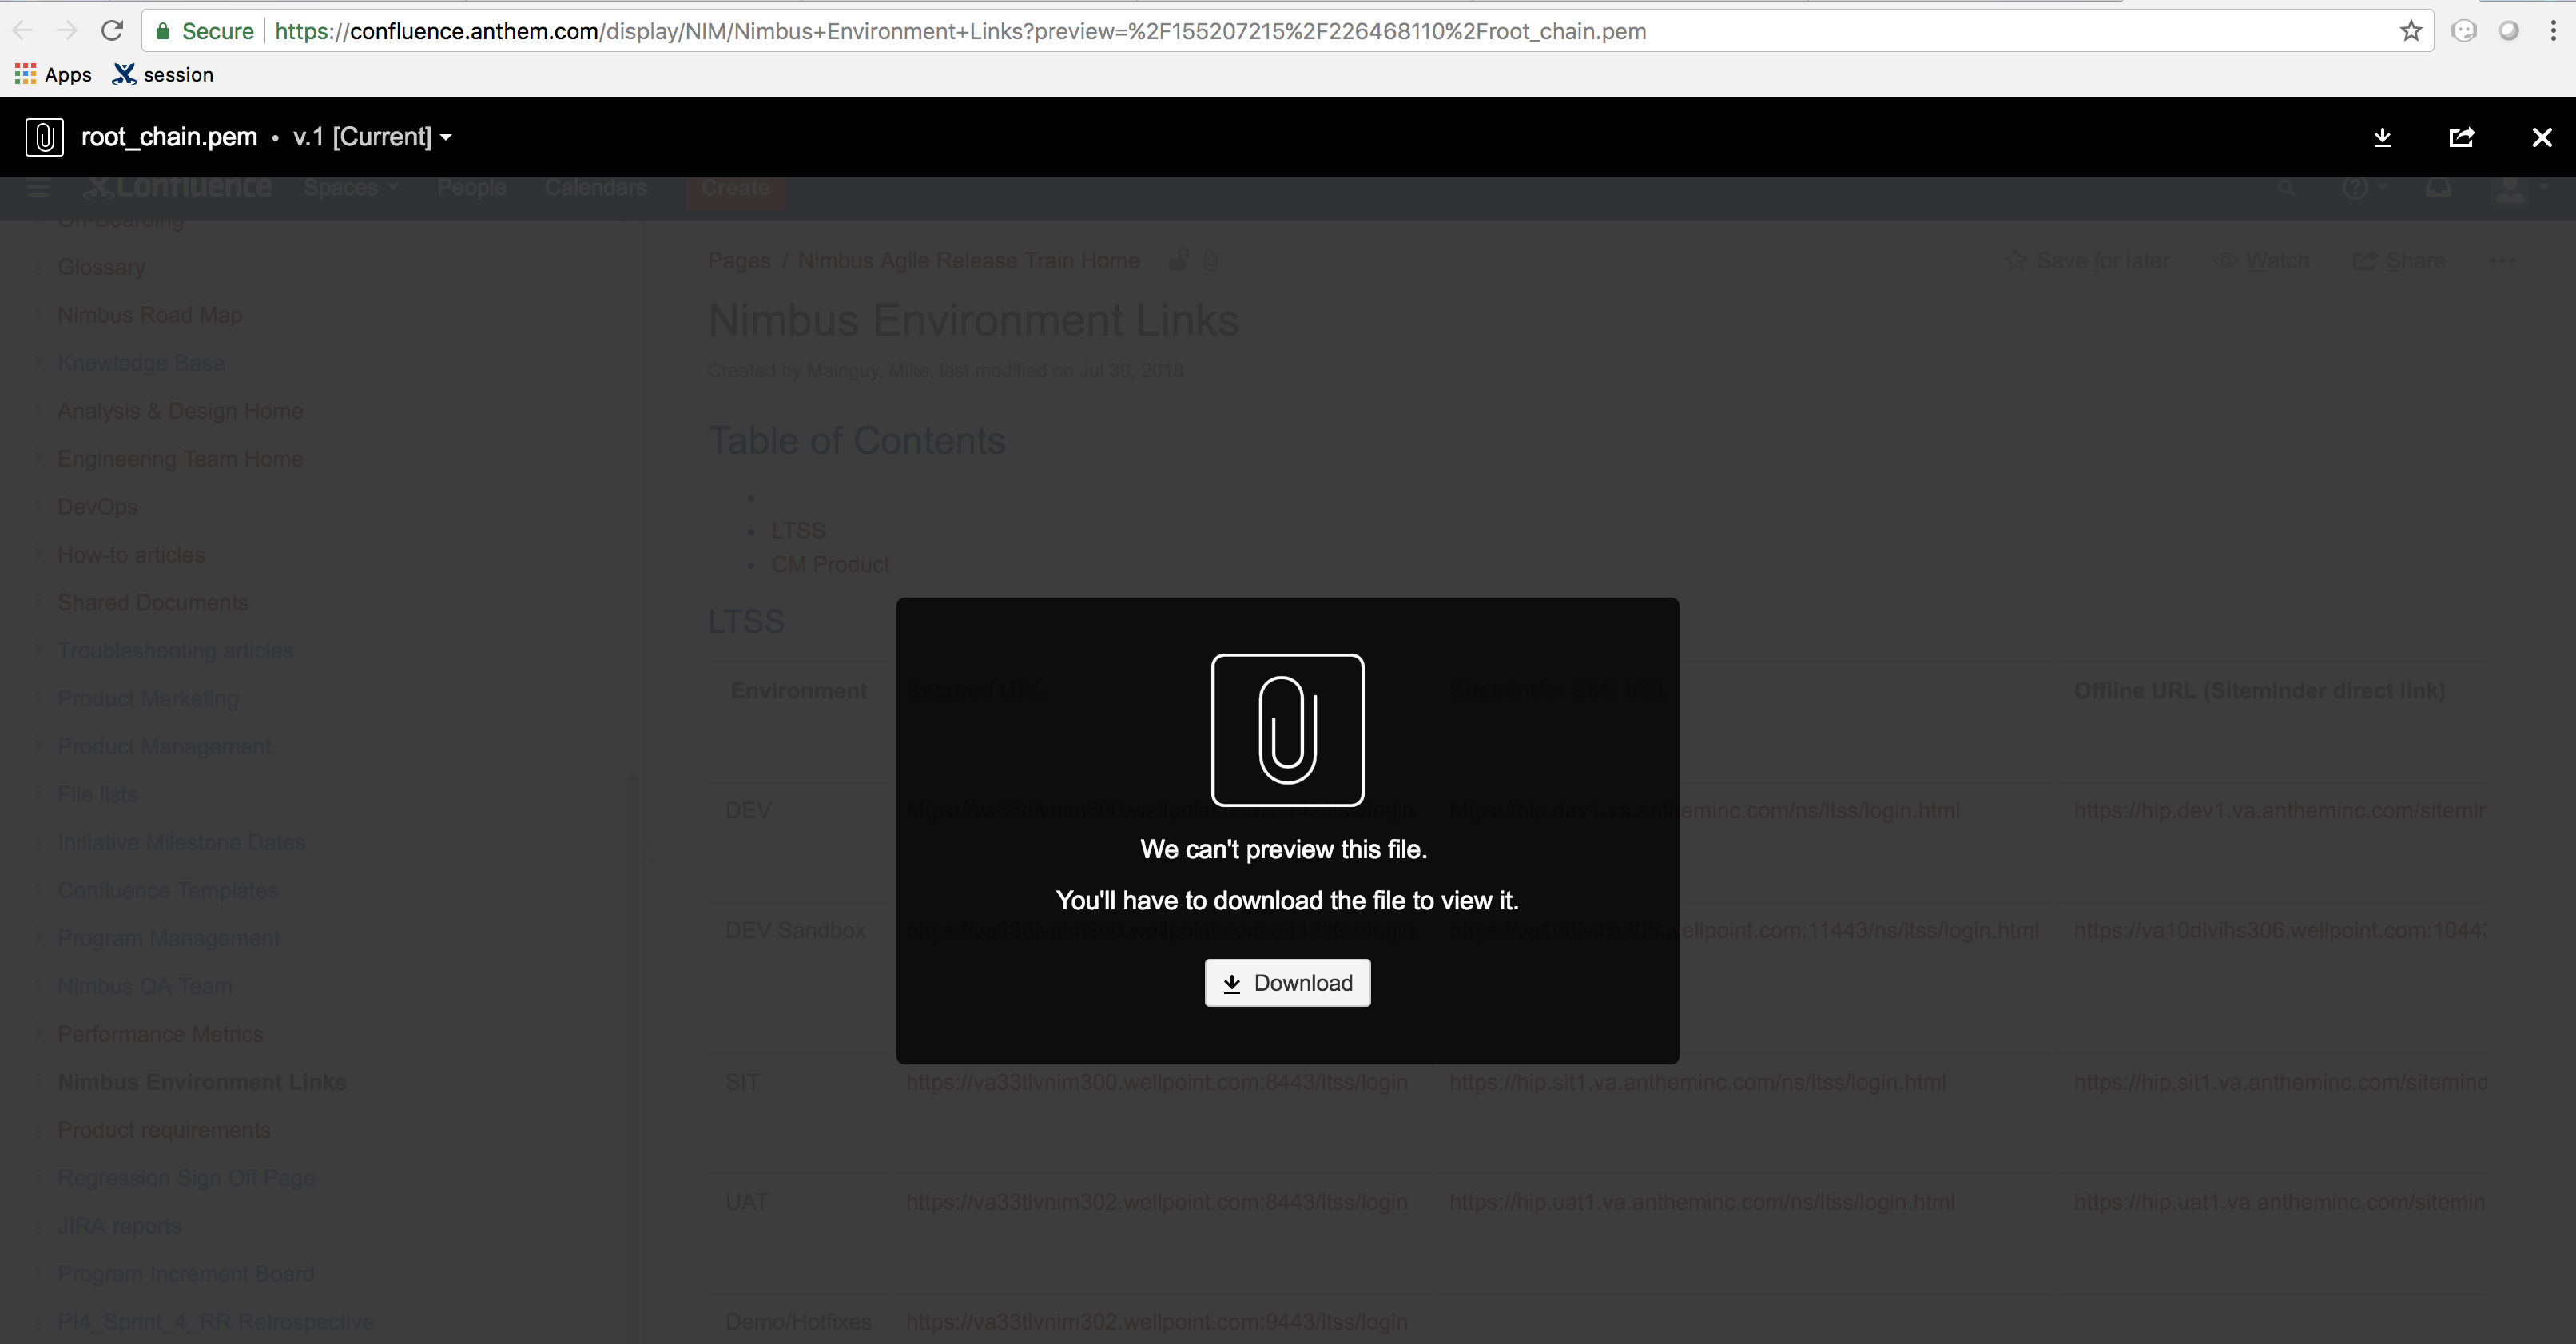 Secure https://confluence.anthem.com/display/NIM/Nimbus+Environment+Links?preview=%2F155207215%2F226468110%2Froot_chain.pem
Apps session
root_chain.pem • v.1 [Current]
Confluence Spaces People Calendars Create
On-Boarding
Glossary
Nimbus Road Map
Knowledge Base
Analysis & Design Home
Engineering Team Home
DevOps
How-to articles
Shared Documents
Troubleshooting articles
Product Marketing
Product Management
File lists
Initiative Milestone Dates
Confluence Templates
Program Management
Nimbus QA Team
Performance Metrics
Nimbus Environment Links
Product requirements
Regression Sign Off Page
JIRA reports
Program Increment Board
PI4_Sprint_4_RR Retrospective
Pages / Nimbus Agile Release Train Home
Save for later Watch Share
Nimbus Environment Links
Created by Mainguy, Mike, last modified on Jul 30, 2018
Table of Contents
LTSS
CM Product
LTSS
Environment Secured URL Siteminder SSO URL Offline URL (Siteminder direct link)
DEV https://va33dlvnim300.wellpoint.com:8443/ltss/login https://hip.dev1.va.antheminc.com/ns/ltss/login.html https://hip.dev1.va.antheminc.com/sitemin
DEV Sandbox https://va33dlvnim300.wellpoint.com:9443/ltss/login https://va10dlvihs306.wellpoint.com:11443/ns/ltss/login.html https://va10dlvihs306.wellpoint.com:1044
SIT https://va33tlvnim300.wellpoint.com:8443/ltss/login https://hip.sit1.va.antheminc.com/ns/ltss/login.html https://hip.sit1.va.antheminc.com/sitemind
UAT https://va33tlvnim302.wellpoint.com:8443/ltss/login https://hip.uat1.va.antheminc.com/ns/ltss/login.html https://hip.uat1.va.antheminc.com/sitemin
Demo/Hotfixes https://va33tlvnim302.wellpoint.com:9443/ltss/login
We can't preview this file.
You'll have to download the file to view it.
Download